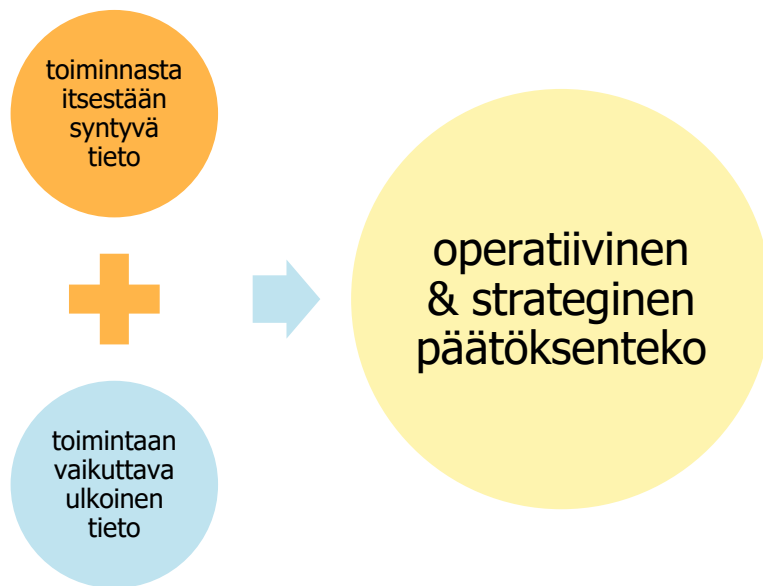 toiminnasta
itsestään
syntyvä
tieto
toimintaan
vaikuttava
ulkoinen
tieto
operatiivinen
& strateginen
päätöksenteko